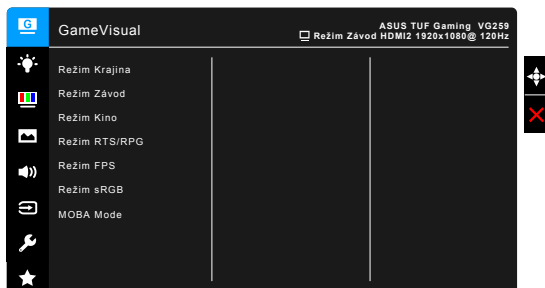 G
GameVisual
ASUS TUF Gaming VG259
Režim Závod HDMI2 1920x1080@ 120Hz
Režim Krajina
Režim Závod
Režim Kino
Režim RTS/RPG
Režim FPS
Režim sRGB
MOBA Mode